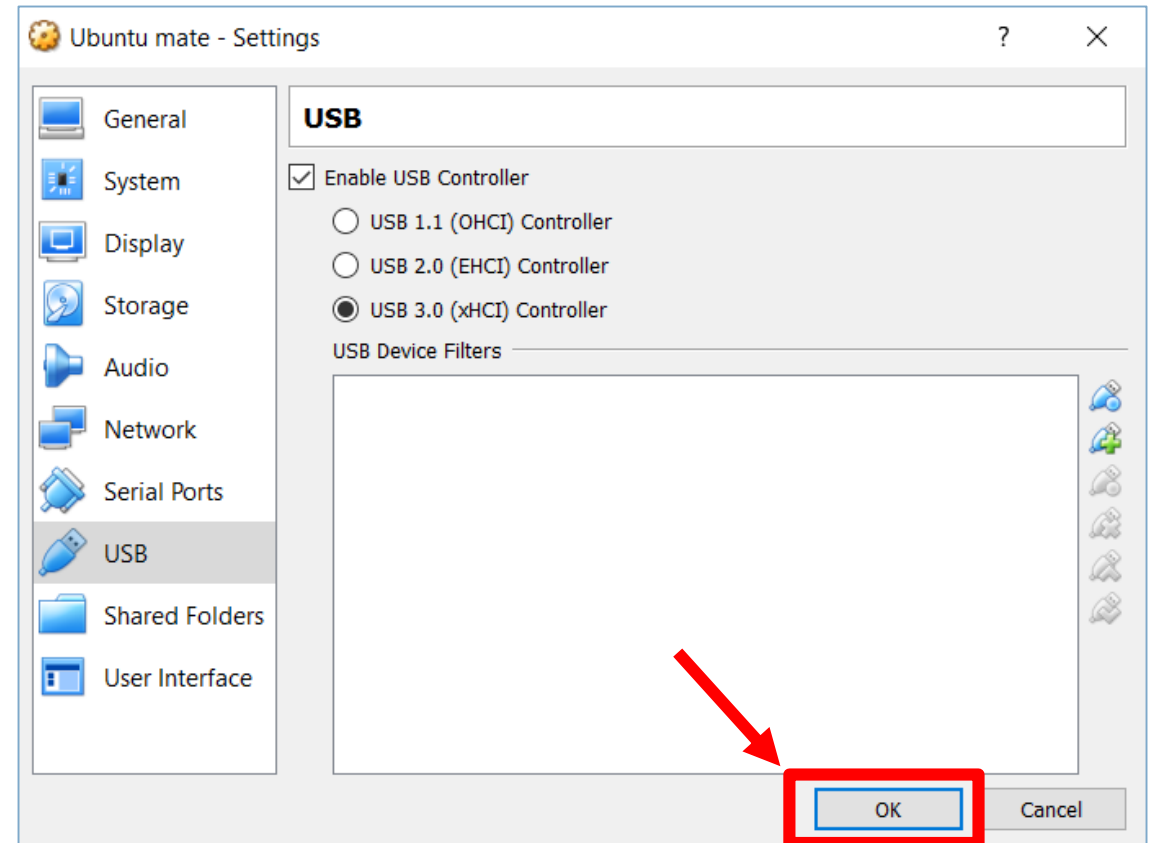 Ubuntu mate - Settings
?
General
System
Display
Storage
Audio
Network
Serial Ports
USB
Shared Folders
User Interface
USB
Enable USB Controller
USB 1.1 (OHCI) Controller
USB 2.0 (EHCI) Controller
USB 3.0 (xHCI) Controller
USB Device Filters
OK
Cancel